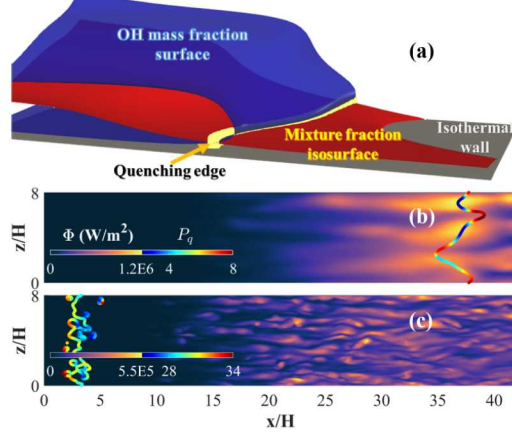 OH mass fraction
surface
(a)
Isothermal
wall
Mixture fraction
isosurface
Quenching edge
8
z/H
0
(b)
Φ (W/m²) P_q
0 1.2E6 4 8
8
z/H
0
(c)
0 5.5E5 28 34
0 5 10 15 20 25 30 35 40
x/H